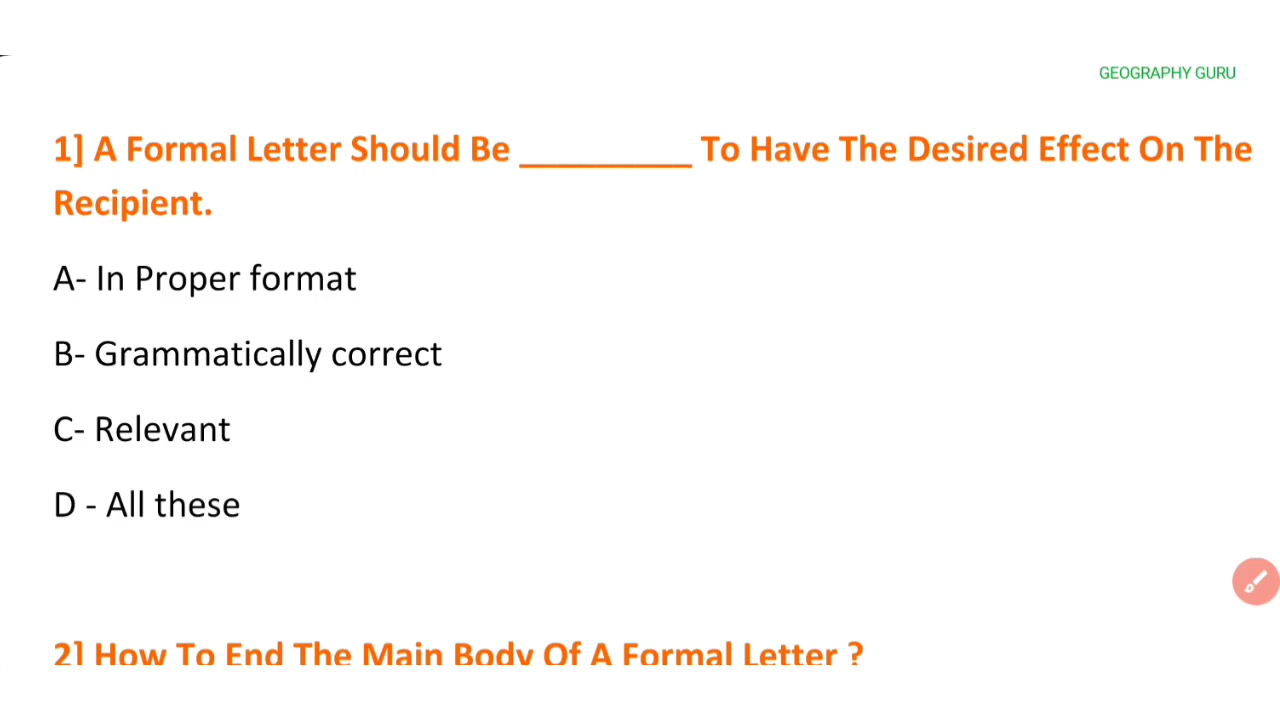 GEOGRAPHY GURU
1] A Formal Letter Should Be _________ To Have The Desired Effect On The
Recipient.
A- In Proper format
B- Grammatically correct
C- Relevant
D - All these
2] How To End The Main Body Of A Formal Letter ?